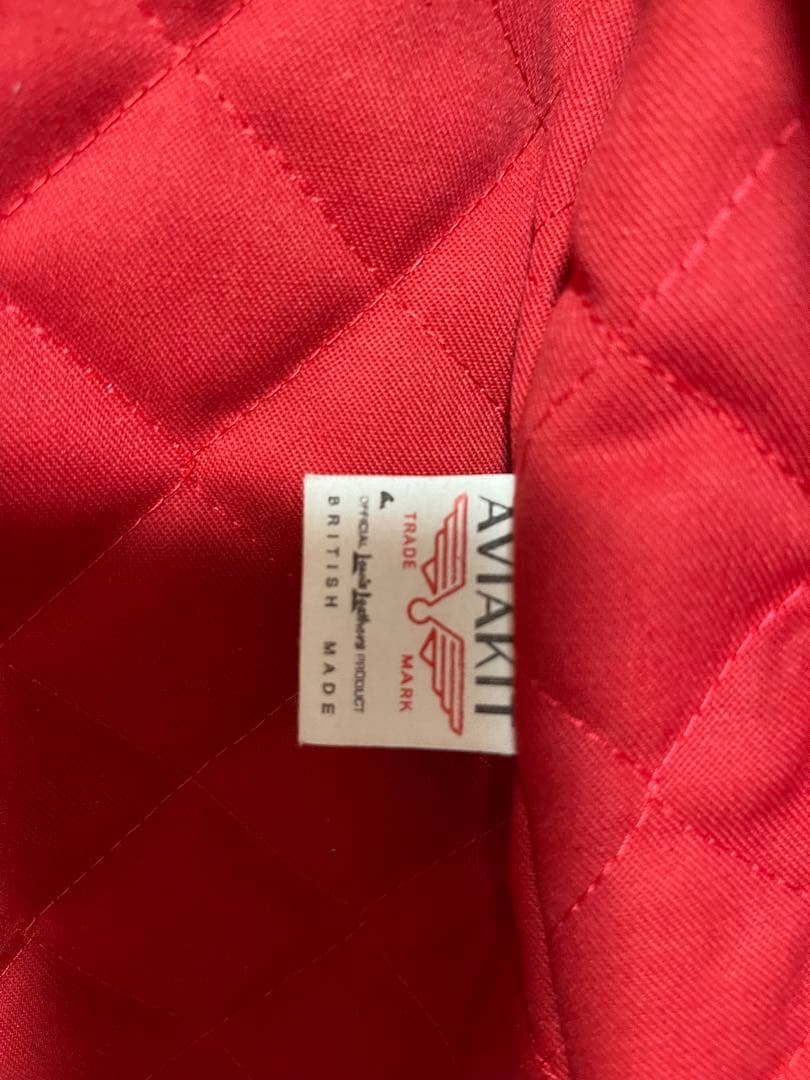 AVIAKIT
TRADE MARK
OFFICIAL Lewis Leathers PRODUCT
BRITISH MADE